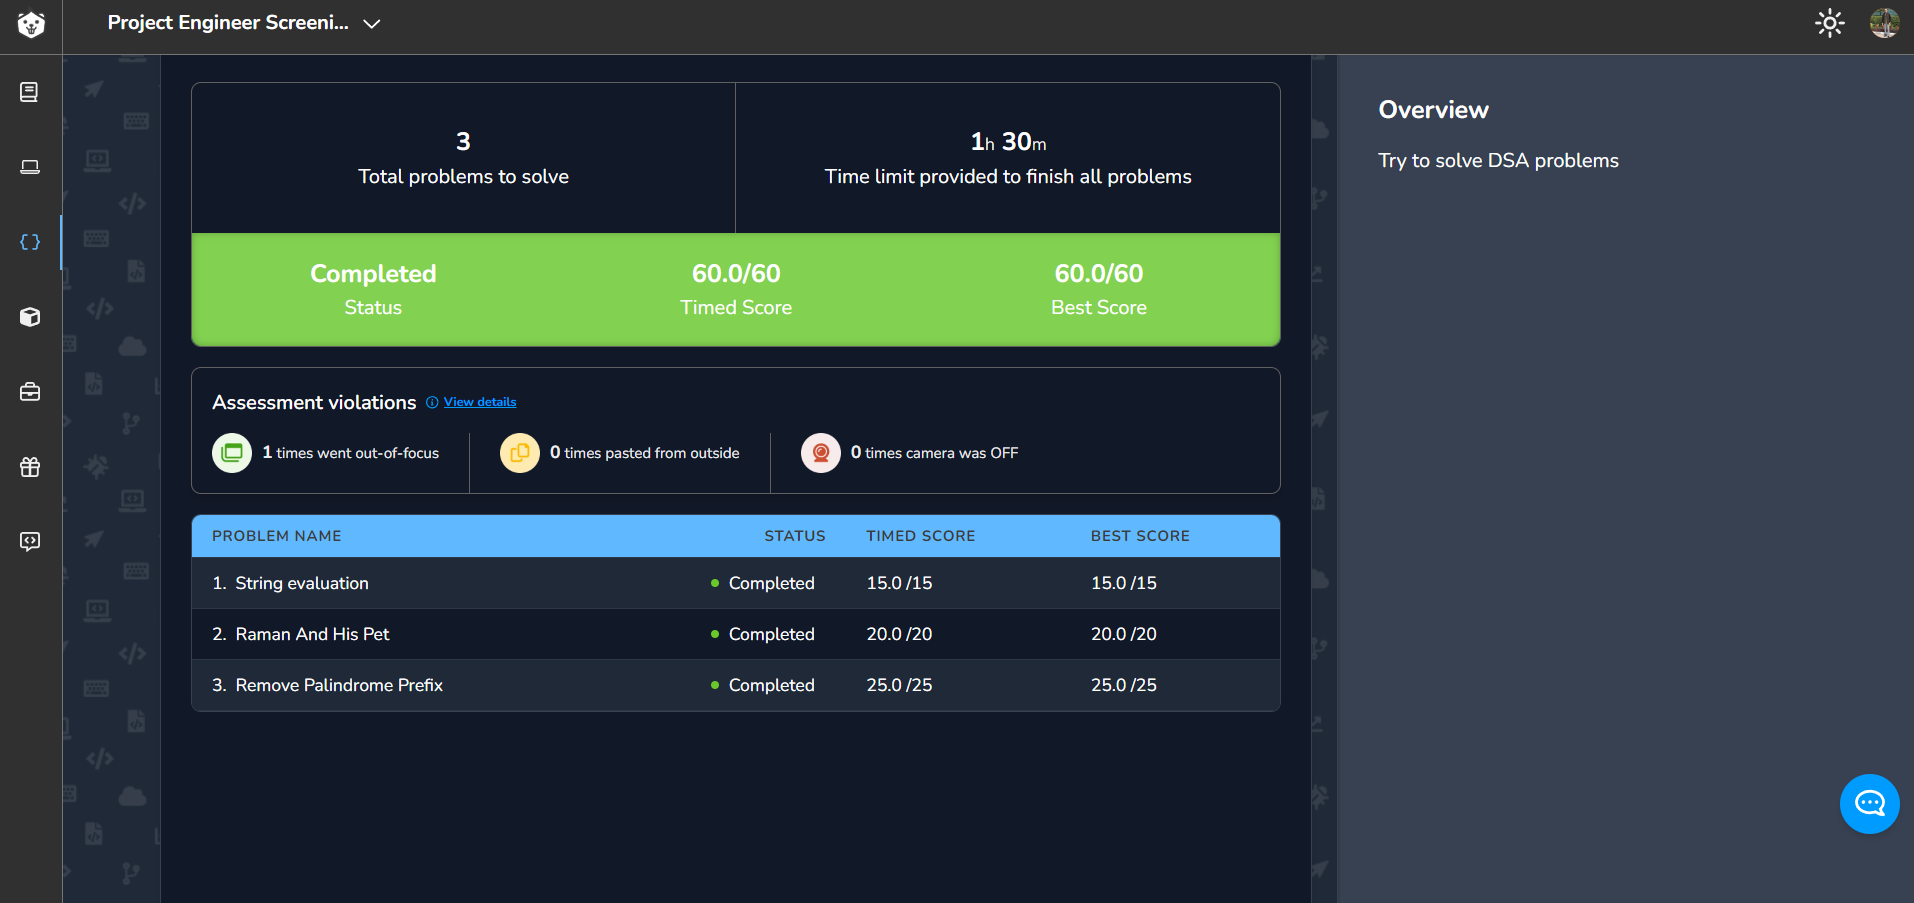 Project Engineer Screeni...
3
Total problems to solve
1h 30m
Time limit provided to finish all problems
Completed
Status
60.0/60
Timed Score
60.0/60
Best Score
Assessment violations View details
1 times went out-of-focus
0 times pasted from outside
0 times camera was OFF
PROBLEM NAME STATUS TIMED SCORE BEST SCORE
1. String evaluation Completed 15.0 /15 15.0 /15
2. Raman And His Pet Completed 20.0 /20 20.0 /20
3. Remove Palindrome Prefix Completed 25.0 /25 25.0 /25
Overview
Try to solve DSA problems